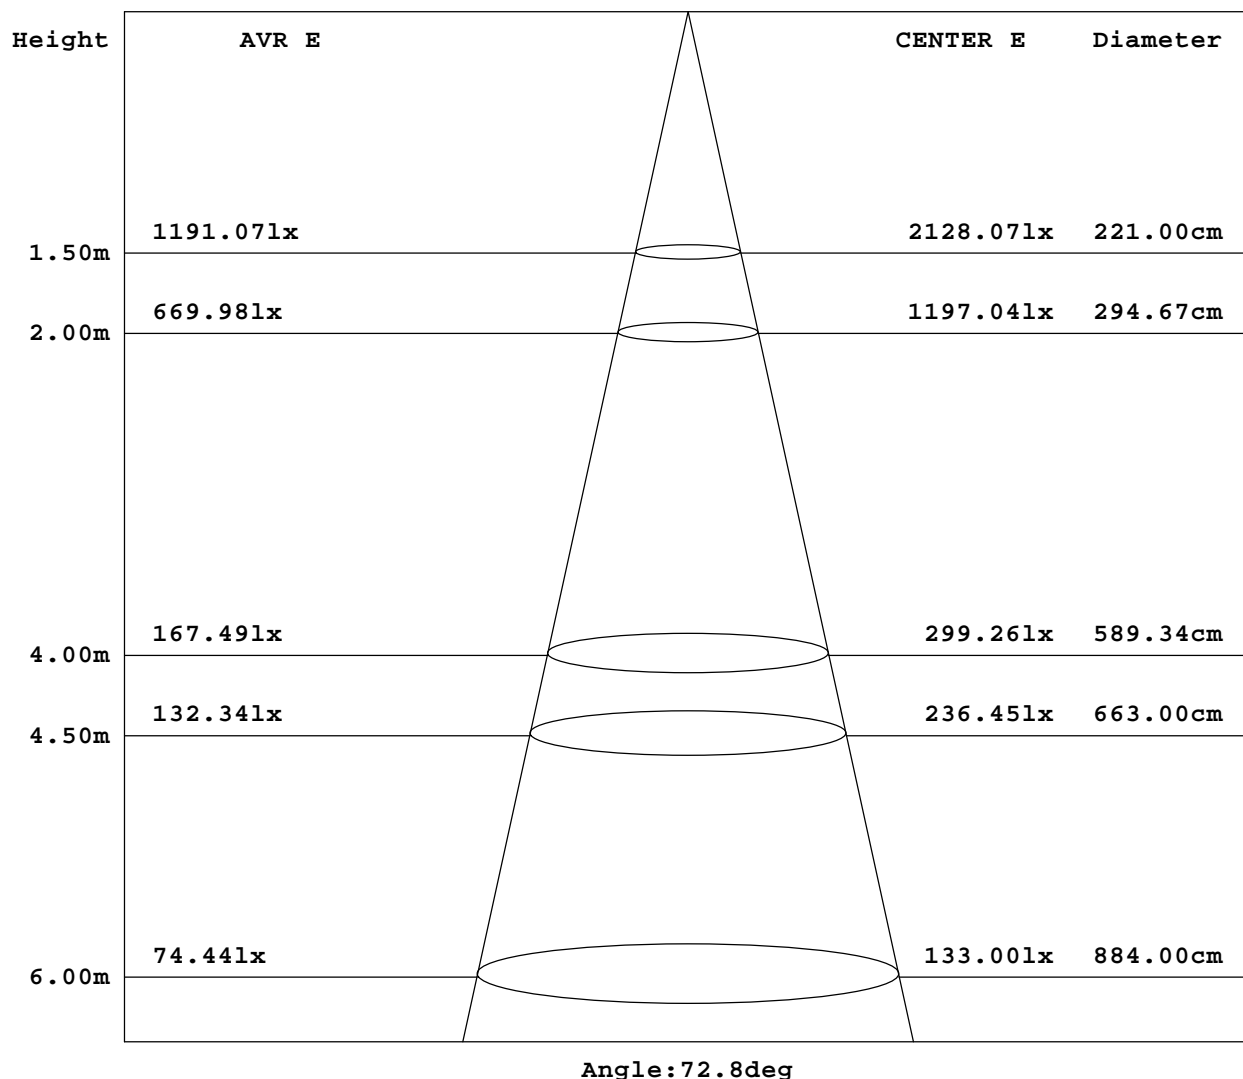 Height AVR E CENTER E Diameter
1191.07lx 2128.07lx 221.00cm
1.50m
669.98lx 1197.04lx 294.67cm
2.00m
167.49lx 299.26lx 589.34cm
4.00m
132.34lx 236.45lx 663.00cm
4.50m
74.44lx 133.00lx 884.00cm
6.00m
Angle:72.8deg